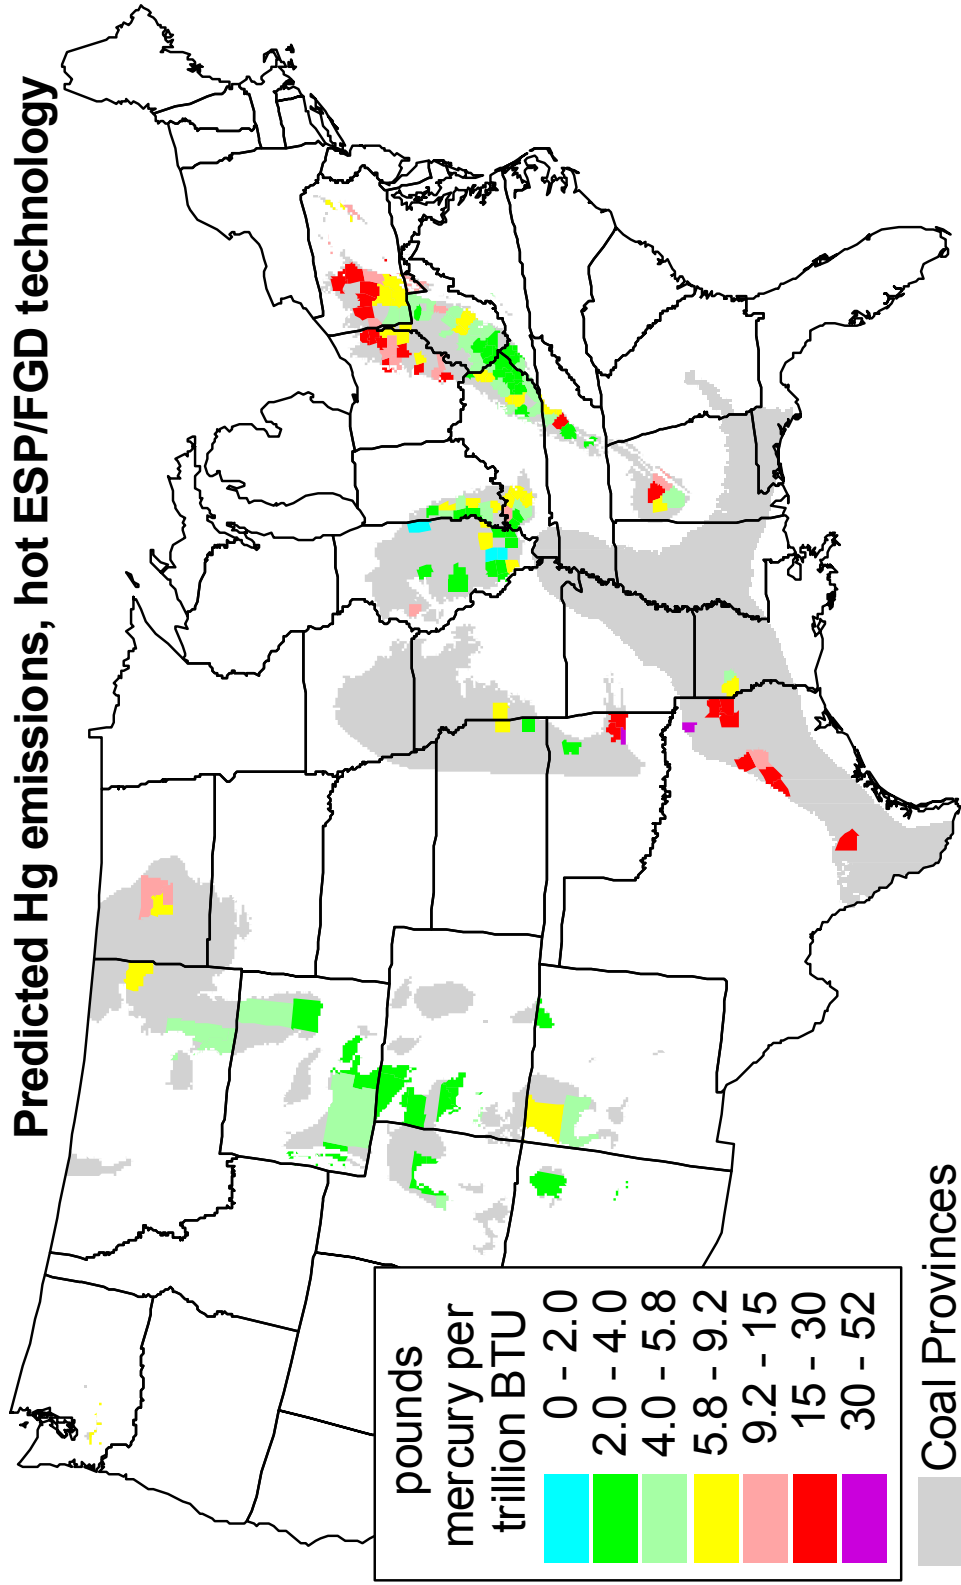 Predicted Hg emissions, hot ESP/FGD technology
pounds
mercury per
trillion BTU
0 - 2.0
2.0 - 4.0
4.0 - 5.8
5.8 - 9.2
9.2 - 15
15 - 30
30 - 52
Coal Provinces